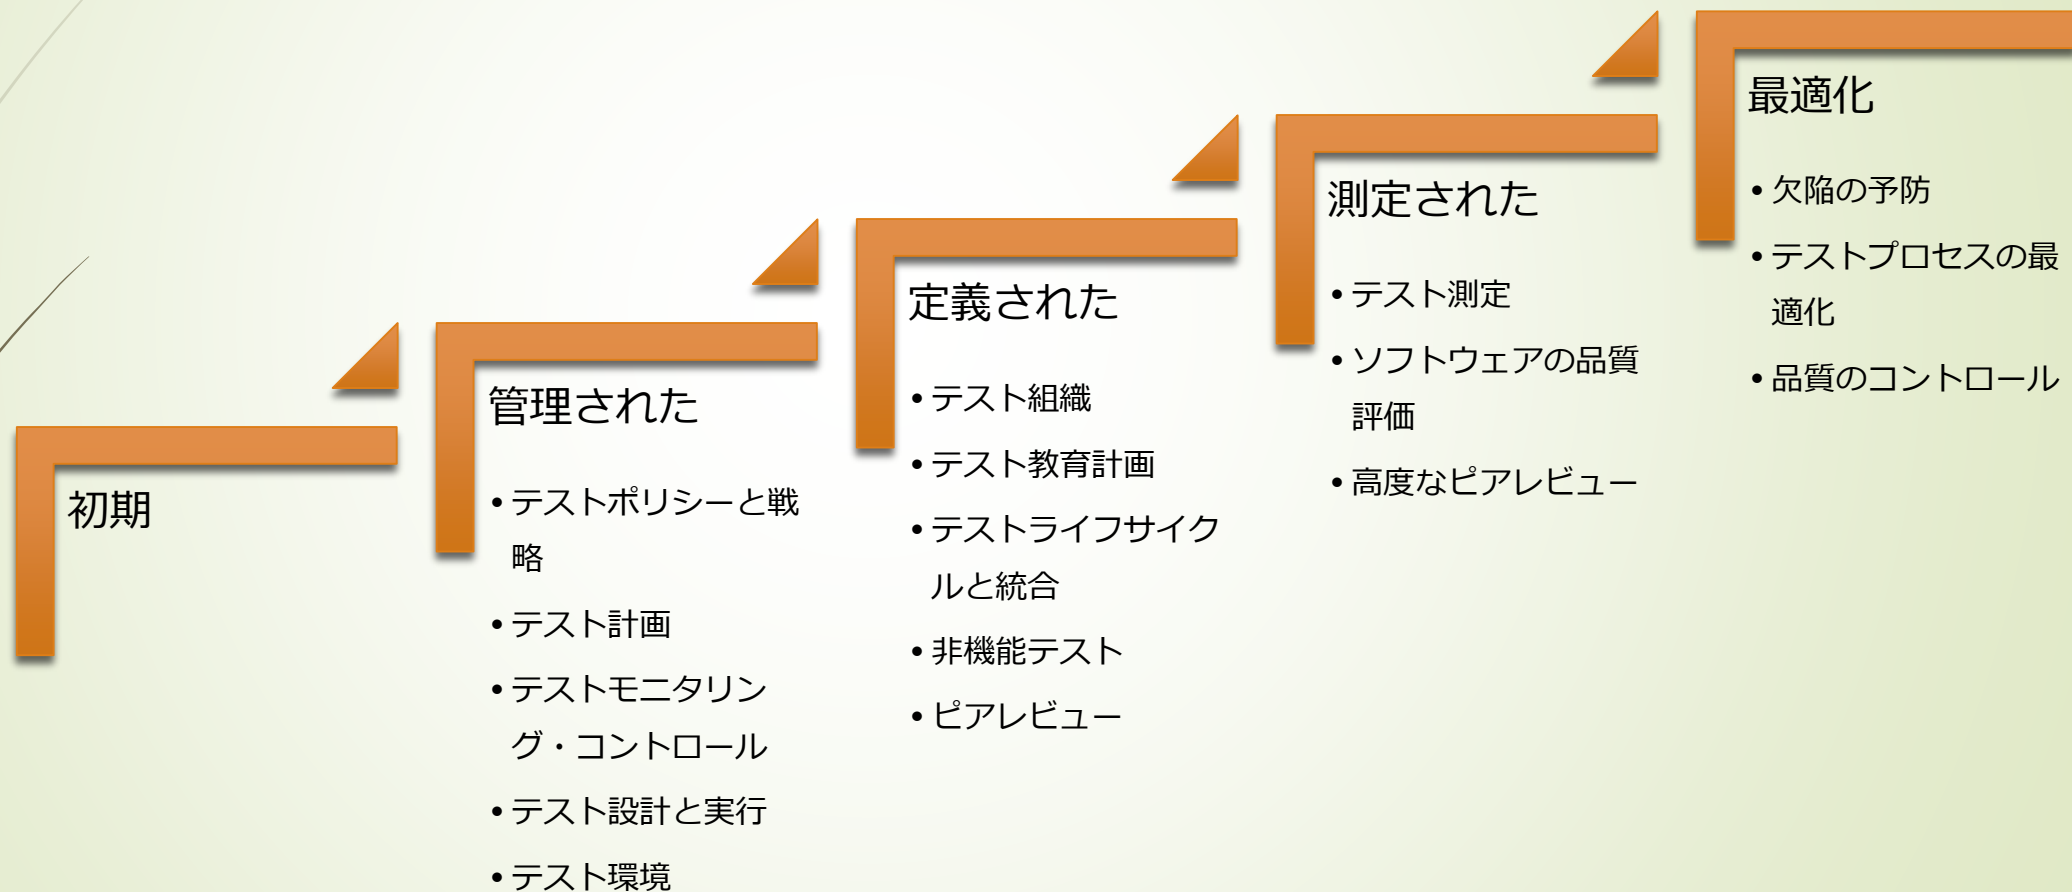 初期
管理された
• テストポリシーと戦
略
• テスト計画
• テストモニタリン
グ・コントロール
• テスト設計と実行
• テスト環境
定義された
• テスト組織
• テスト教育計画
• テストライフサイク
ルと統合
• 非機能テスト
• ピアレビュー
測定された
• テスト測定
• ソフトウェアの品質
評価
• 高度なピアレビュー
最適化
• 欠陥の予防
• テストプロセスの最
適化
• 品質のコントロール